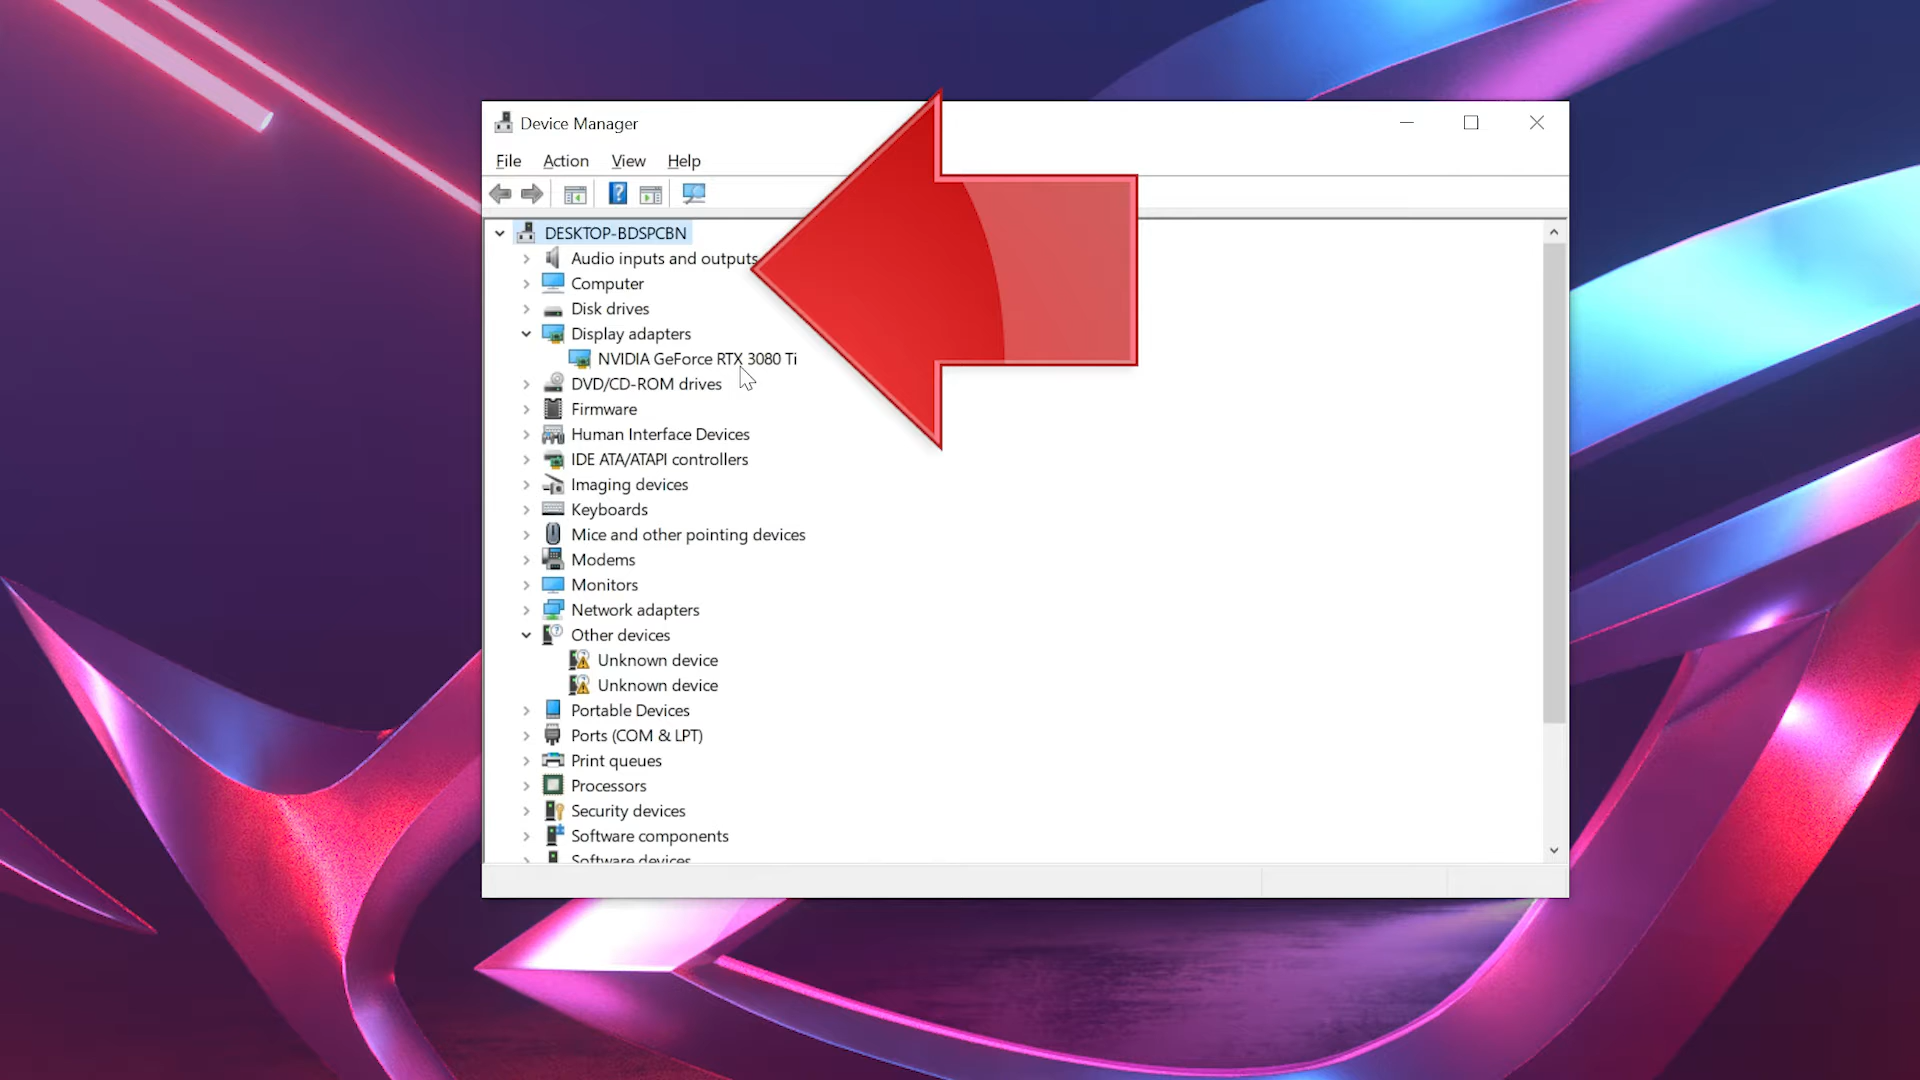 Device Manager
File Action View Help
DESKTOP-BDSPCBN
Audio inputs and outputs
Computer
Disk drives
Display adapters
NVIDIA GeForce RTX 3080 Ti
DVD/CD-ROM drives
Firmware
Human Interface Devices
IDE ATA/ATAPI controllers
Imaging devices
Keyboards
Mice and other pointing devices
Modems
Monitors
Network adapters
Other devices
Unknown device
Unknown device
Portable Devices
Ports (COM & LPT)
Print queues
Processors
Security devices
Software components
Software devices